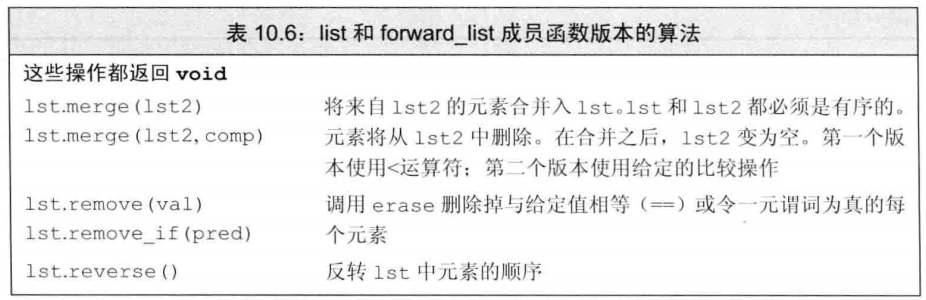 表 10.6：list 和 forward_list 成员函数版本的算法
这些操作都返回 void
lst.merge(lst2) 将来自 lst2 的元素合并入 lst。lst 和 lst2 都必须是有序的。
lst.merge(lst2,comp) 元素将从 lst2 中删除。在合并之后，lst2 变为空。第一个版
本使用<运算符；第二个版本使用给定的比较操作
lst.remove(val) 调用 erase 删除掉与给定值相等（==）或令一元谓词为真的每
lst.remove_if(pred) 个元素
lst.reverse() 反转 lst 中元素的顺序